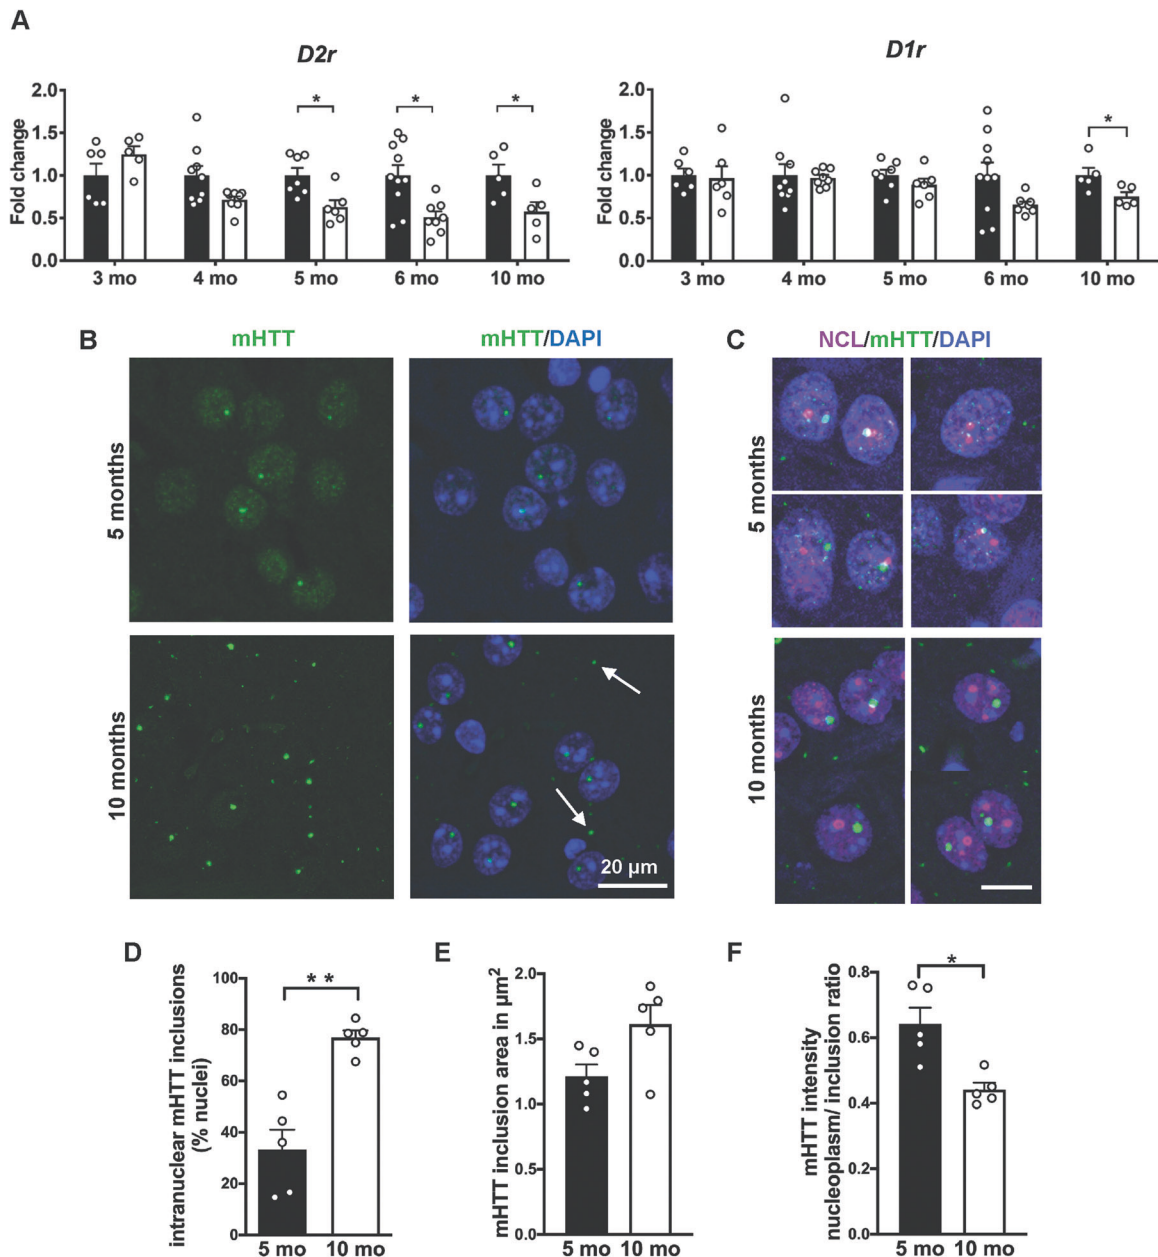 A
D2r
D1r
Fold change
2.0
1.5
1.0
0.5
0.0
*
*
*
3 mo
4 mo
5 mo
6 mo
10 mo
Fold change
2.0
1.5
1.0
0.5
0.0
*
3 mo
4 mo
5 mo
6 mo
10 mo
B
mHTT
mHTT/DAPI
5 months
10 months
20 µm
C
NCL/mHTT/DAPI
5 months
10 months
D
intranuclear mHTT inclusions
(% nuclei)
100
80
60
40
20
0
**
5 mo
10 mo
E
mHTT inclusion area in µm²
2.0
1.5
1.0
0.5
0.0
5 mo
10 mo
F
mHTT intensity
nucleoplasm/ inclusion ratio
0.8
0.6
0.4
0.6
0.0
*
5 mo
10 mo